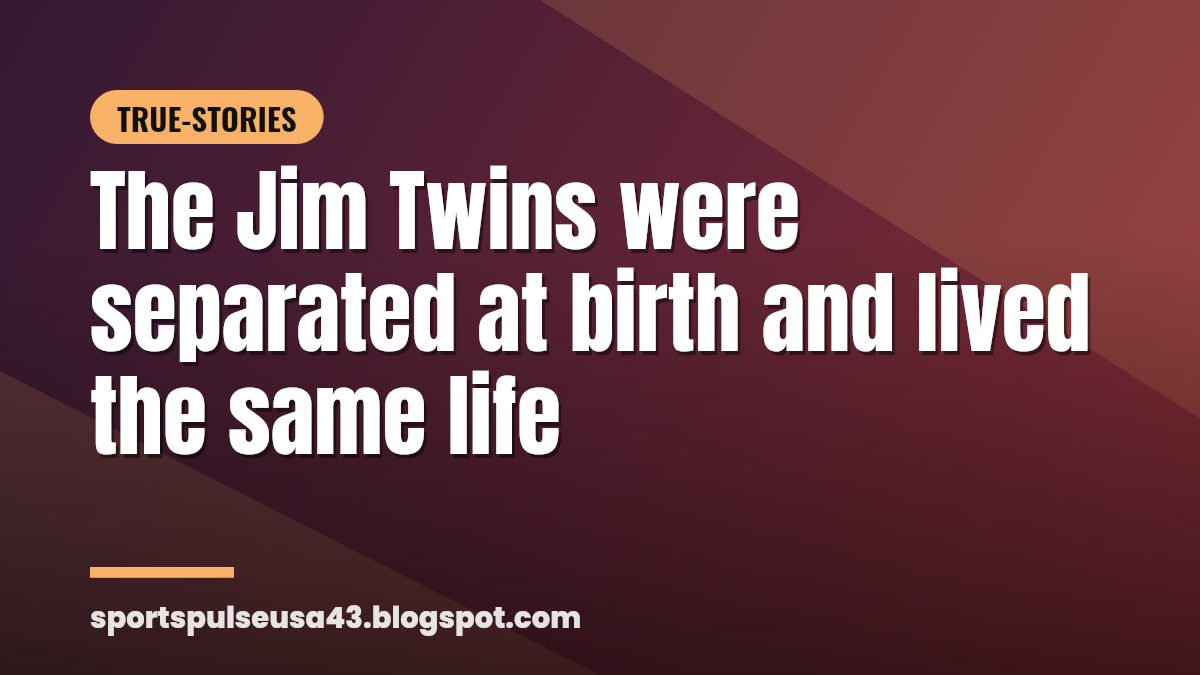 TRUE-STORIES
The Jim Twins were
separated at birth and lived
the same life
sportspulseusa43.blogspot.com